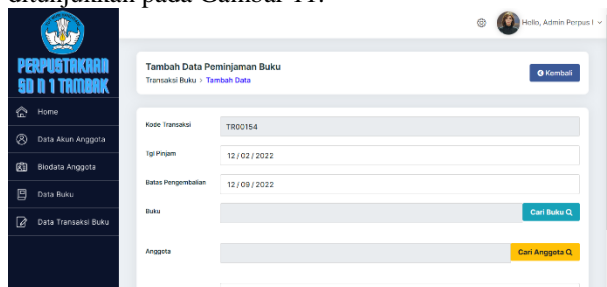 ditunjukkan pada Gambar 11.
Hello, Admin Perpus !
PERPUSTAKAAN
SD N 1 TAMBAK
Tambah Data Peminjaman Buku
Transaksi Buku > Tambah Data
Kembali
Home
Data Akun Anggota
Biodata Anggota
Data Buku
Data Transaksi Buku
Kode Transaksi
TR00154
Tgl Pinjam
12/02/2022
Batas Pengembalian
12/09/2022
Buku
Cari Buku
Anggota
Cari Anggota